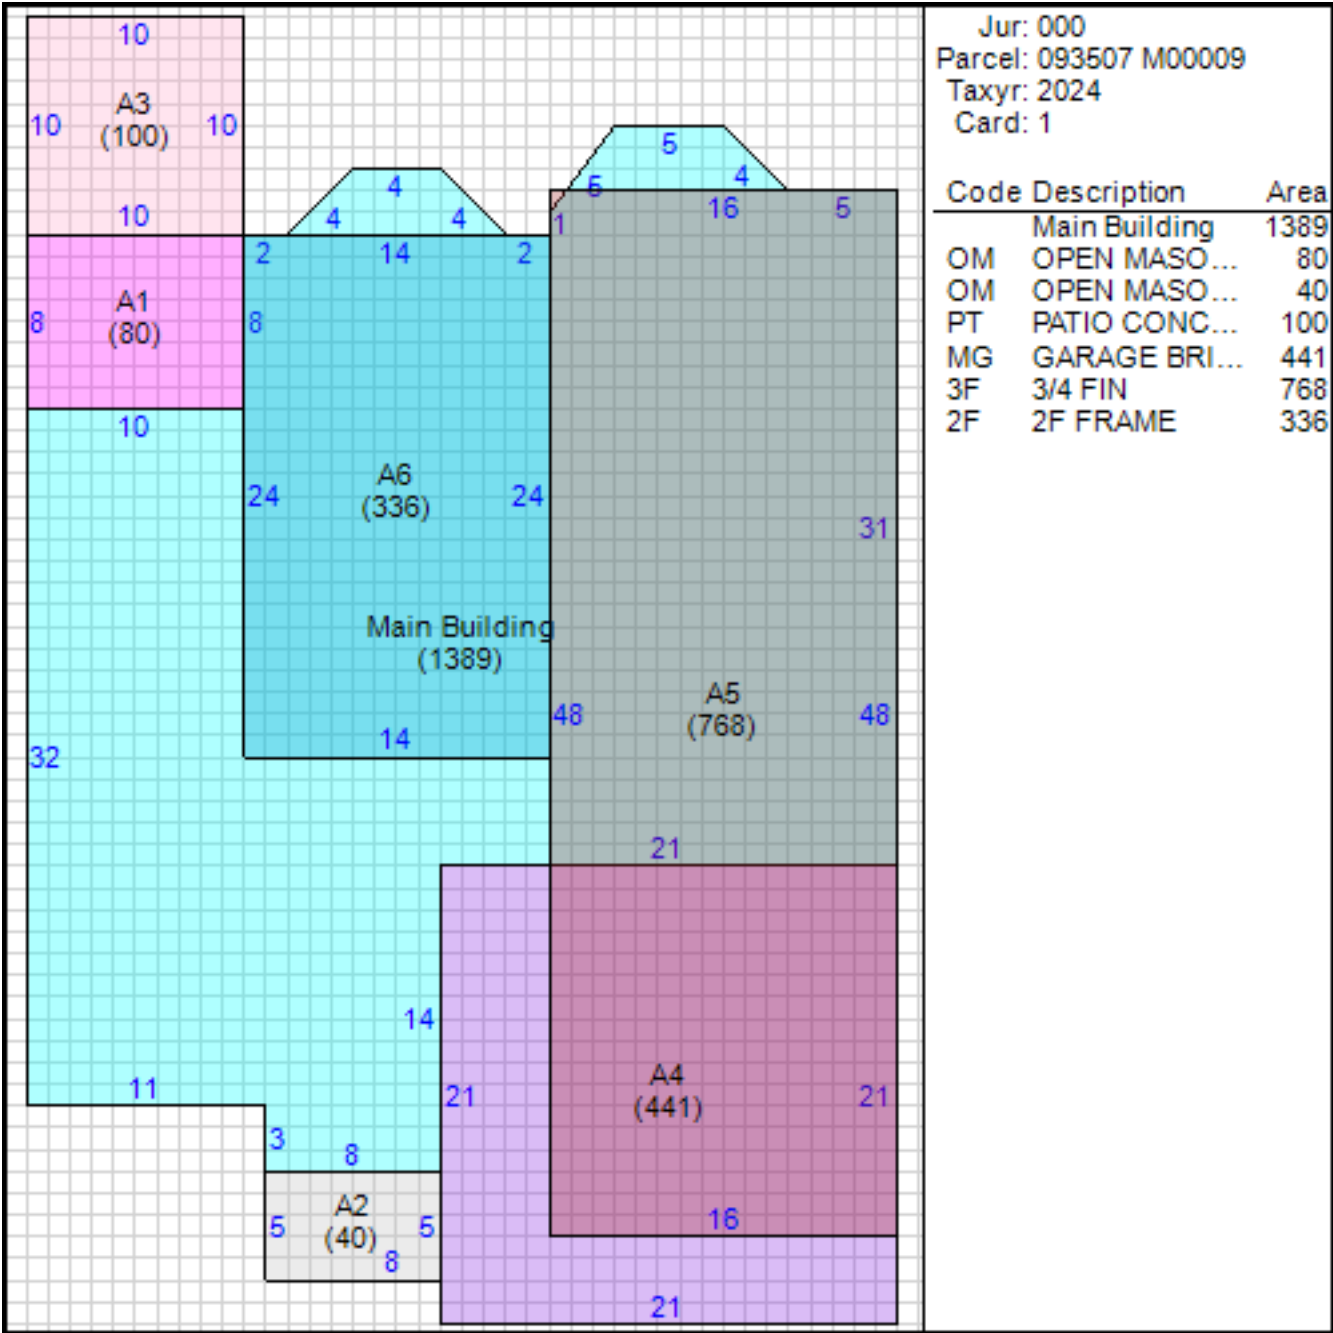 Jur: 000
Parcel: 093507 M00009
Taxyr: 2024
Card: 1
Code Description Area
Main Building 1389
OM OPEN MASO... 80
OM OPEN MASO... 40
PT PATIO CONC... 100
MG GARAGE BRI... 441
3F 3/4 FIN 768
2F 2F FRAME 336
10
A3
10 (100) 10
10
5
5 4
4
4 4
1 16 5
2 14 2
A1
8 (80) 8
10
A6
24 (336) 24
31
Main Building
(1389)
A5
48 (768) 48
14
32
21
14
A4
21 (441) 21
11
3 8
A2
5 (40) 5
8
16
21